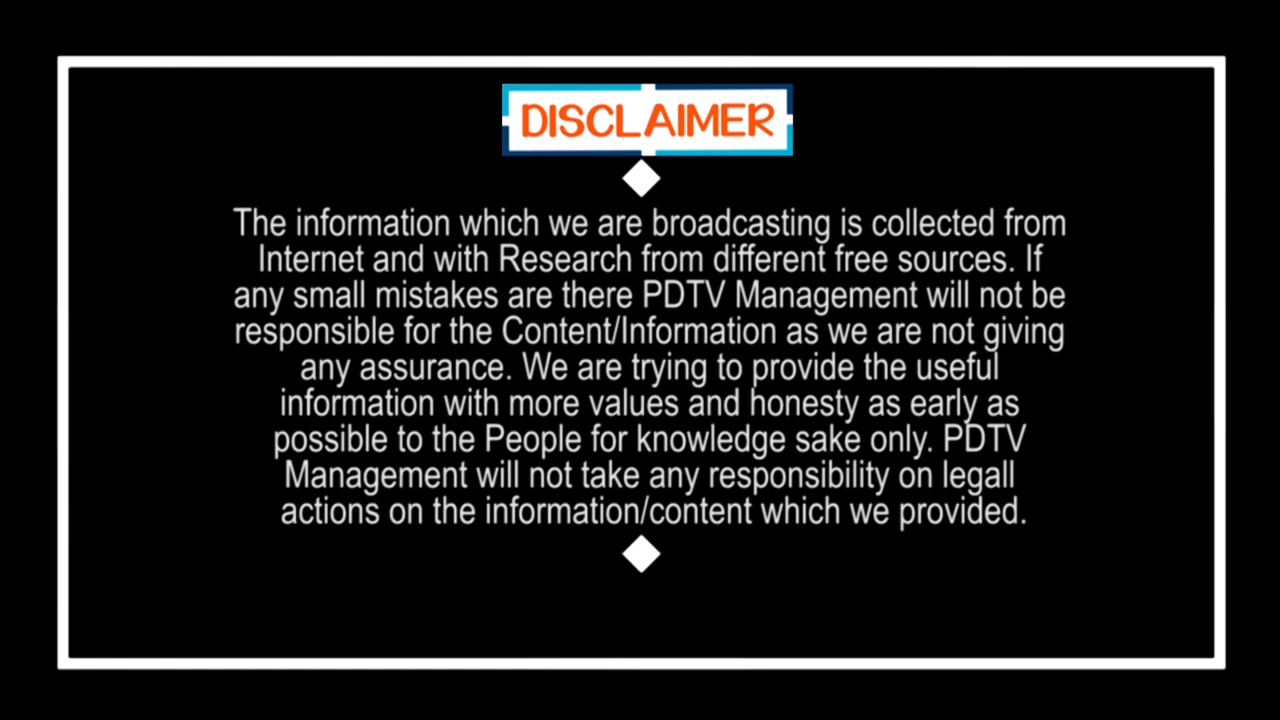 DISCLAIMER
The information which we are broadcasting is collected from
Internet and with Research from different free sources. If
any small mistakes are there PDTV Management will not be
responsible for the Content/Information as we are not giving
any assurance. We are trying to provide the useful
information with more values and honesty as early as
possible to the People for knowledge sake only. PDTV
Management will not take any responsibility on legall
actions on the information/content which we provided.